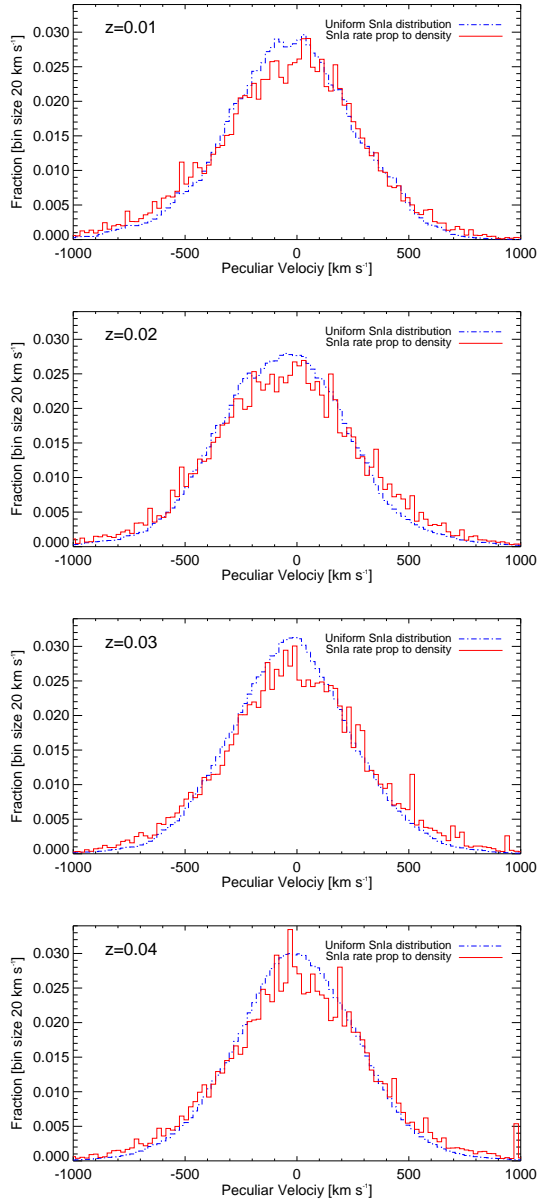 z=0.01
Uniform SnIa distribution
SnIa rate prop to density
Fraction [bin size 20 km s⁻¹]
0.030
0.025
0.020
0.015
0.010
0.005
0.000
-1000 -500 0 500 1000
Peculiar Velociy [km s⁻¹]
z=0.02
Uniform SnIa distribution
SnIa rate prop to density
Fraction [bin size 20 km s⁻¹]
0.030
0.025
0.020
0.015
0.010
0.005
0.000
-1000 -500 0 500 1000
Peculiar Velociy [km s⁻¹]
z=0.03
Uniform SnIa distribution
SnIa rate prop to density
Fraction [bin size 20 km s⁻¹]
0.030
0.025
0.020
0.015
0.010
0.005
0.000
-1000 -500 0 500 1000
Peculiar Velociy [km s⁻¹]
z=0.04
Uniform SnIa distribution
SnIa rate prop to density
Fraction [bin size 20 km s⁻¹]
0.030
0.025
0.020
0.015
0.010
0.005
0.000
-1000 -500 0 500 1000
Peculiar Velociy [km s⁻¹]